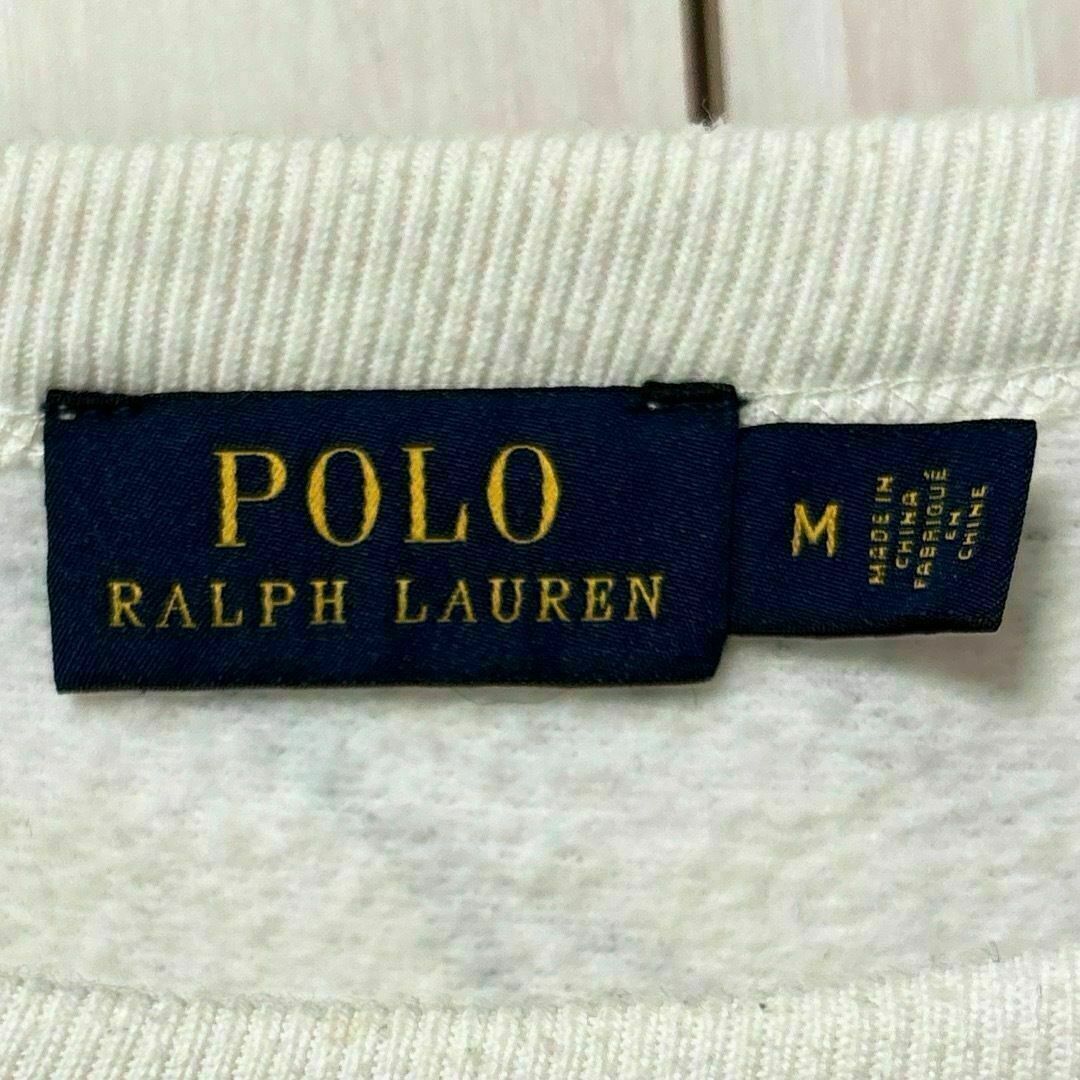 POLO
RALPH LAUREN
M
MADE IN
CHINA
FABRIQUÉ
EN
CHINE